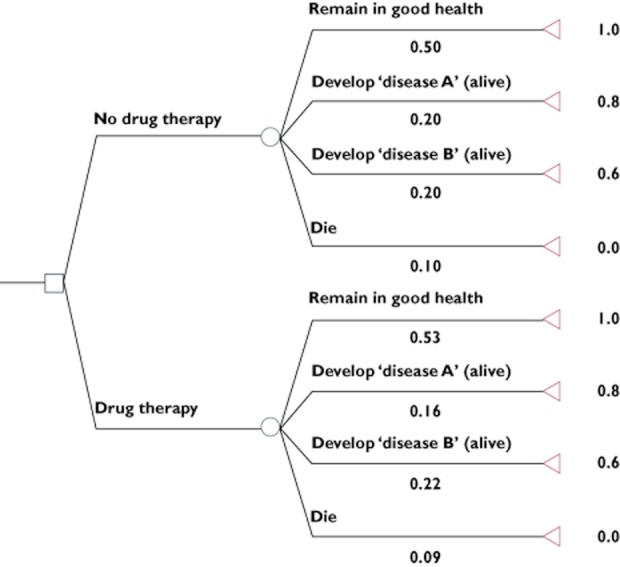 Remain in good health
1.0
0.50
Develop ‘disease A’ (alive)
0.8
No drug therapy
0.20
Develop ‘disease B’ (alive)
0.6
0.20
Die
0.0
0.10
Remain in good health
1.0
0.53
Develop ‘disease A’ (alive)
0.8
Drug therapy
0.16
Develop ‘disease B’ (alive)
0.6
0.22
Die
0.0
0.09